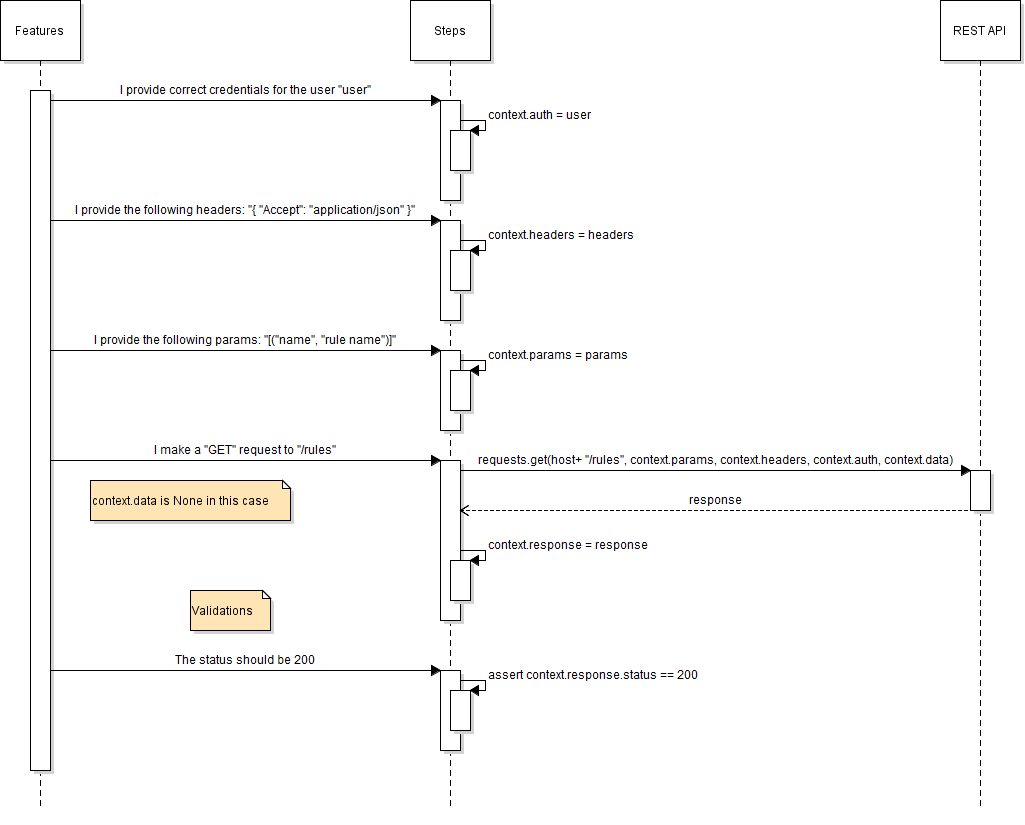 Features
Steps
REST API
I provide correct credentials for the user "user"
context.auth = user
I provide the following headers: "{ "Accept": "application/json" }"
context.headers = headers
I provide the following params: "[("name", "rule name")]"
context.params = params
I make a "GET" request to "/rules"
requests.get(host+ "/rules", context.params, context.headers, context.auth, context.data)
context.data is None in this case
response
context.response = response
Validations
The status should be 200
assert context.response.status == 200